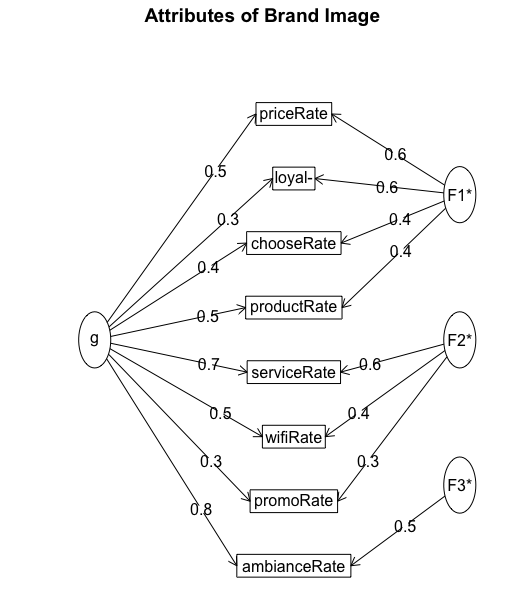 Attributes of Brand Image
priceRate
0.6
0.5
loyal-
0.6
F1*
0.3
0.4
chooseRate
0.4
0.4
productRate
0.5
g
F2*
0.7
serviceRate
0.6
0.5
0.4
wifiRate
0.3
0.3
F3*
promoRate
0.8
0.5
ambianceRate